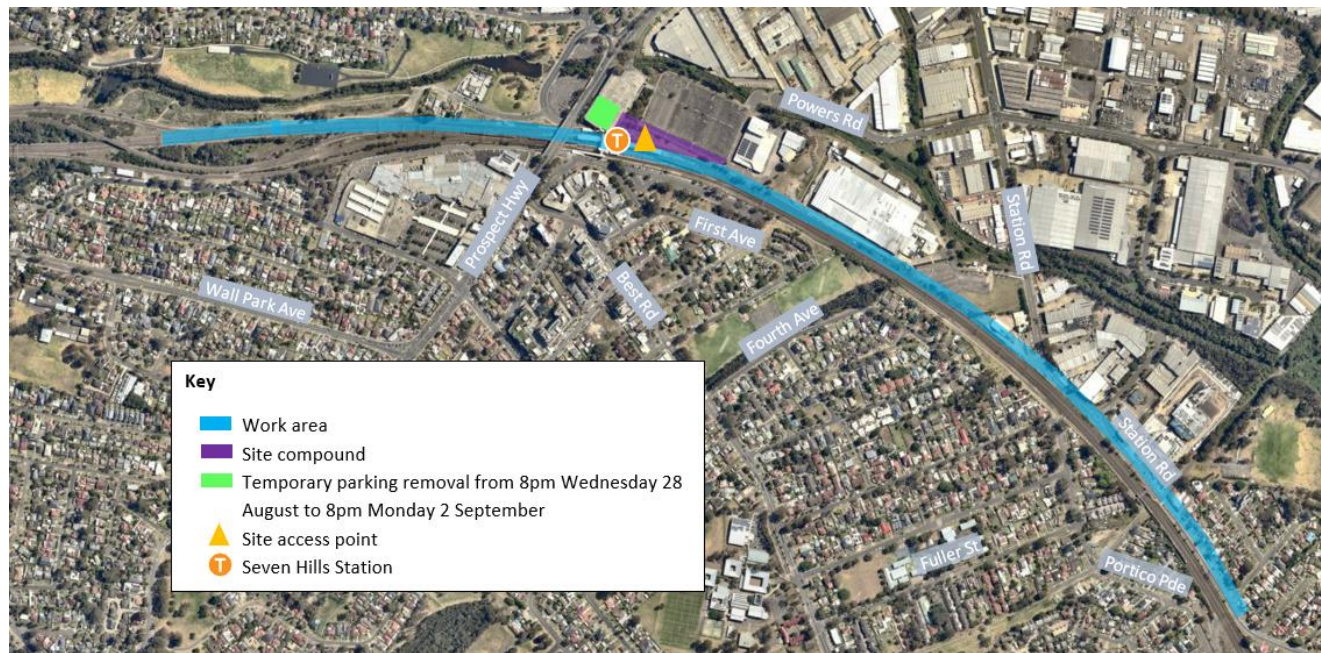 Powers Rd
Station Rd
Prospect Hwy
First Ave
Wall Park Ave
Best Rd
Fourth Ave
Key
Work area
Site compound
Temporary parking removal from 8pm Wednesday 28
August to 8pm Monday 2 September
Site access point
T Seven Hills Station
T
Station Rd
Fuller St
Portico Pde